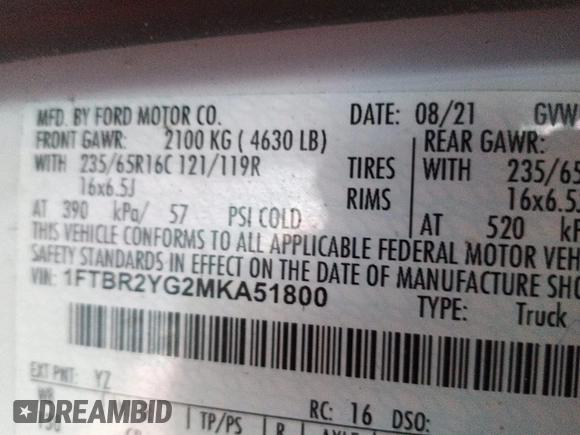 MFD. BY FORD MOTOR CO. DATE: 08/21 GVW
FRONT GAWR: 2100 KG ( 4630 LB) REAR GAWR:
WITH 235/65R16C 121/119R TIRES WITH 235/65
16x6.5J RIMS 16x6.5J
AT 390 kPa/ 57 PSI COLD AT 520 kP
THIS VEHICLE CONFORMS TO ALL APPLICABLE FEDERAL MOTOR VEH
SAFETY STANDARDS IN EFFECT ON THE DATE OF MANUFACTURE SHO
VIN: 1FTBR2YG2MKA51800
TYPE: Truck
EXT PNT: YZ
RC: 16 DSO:
WB TP/PS R
DREAMBID